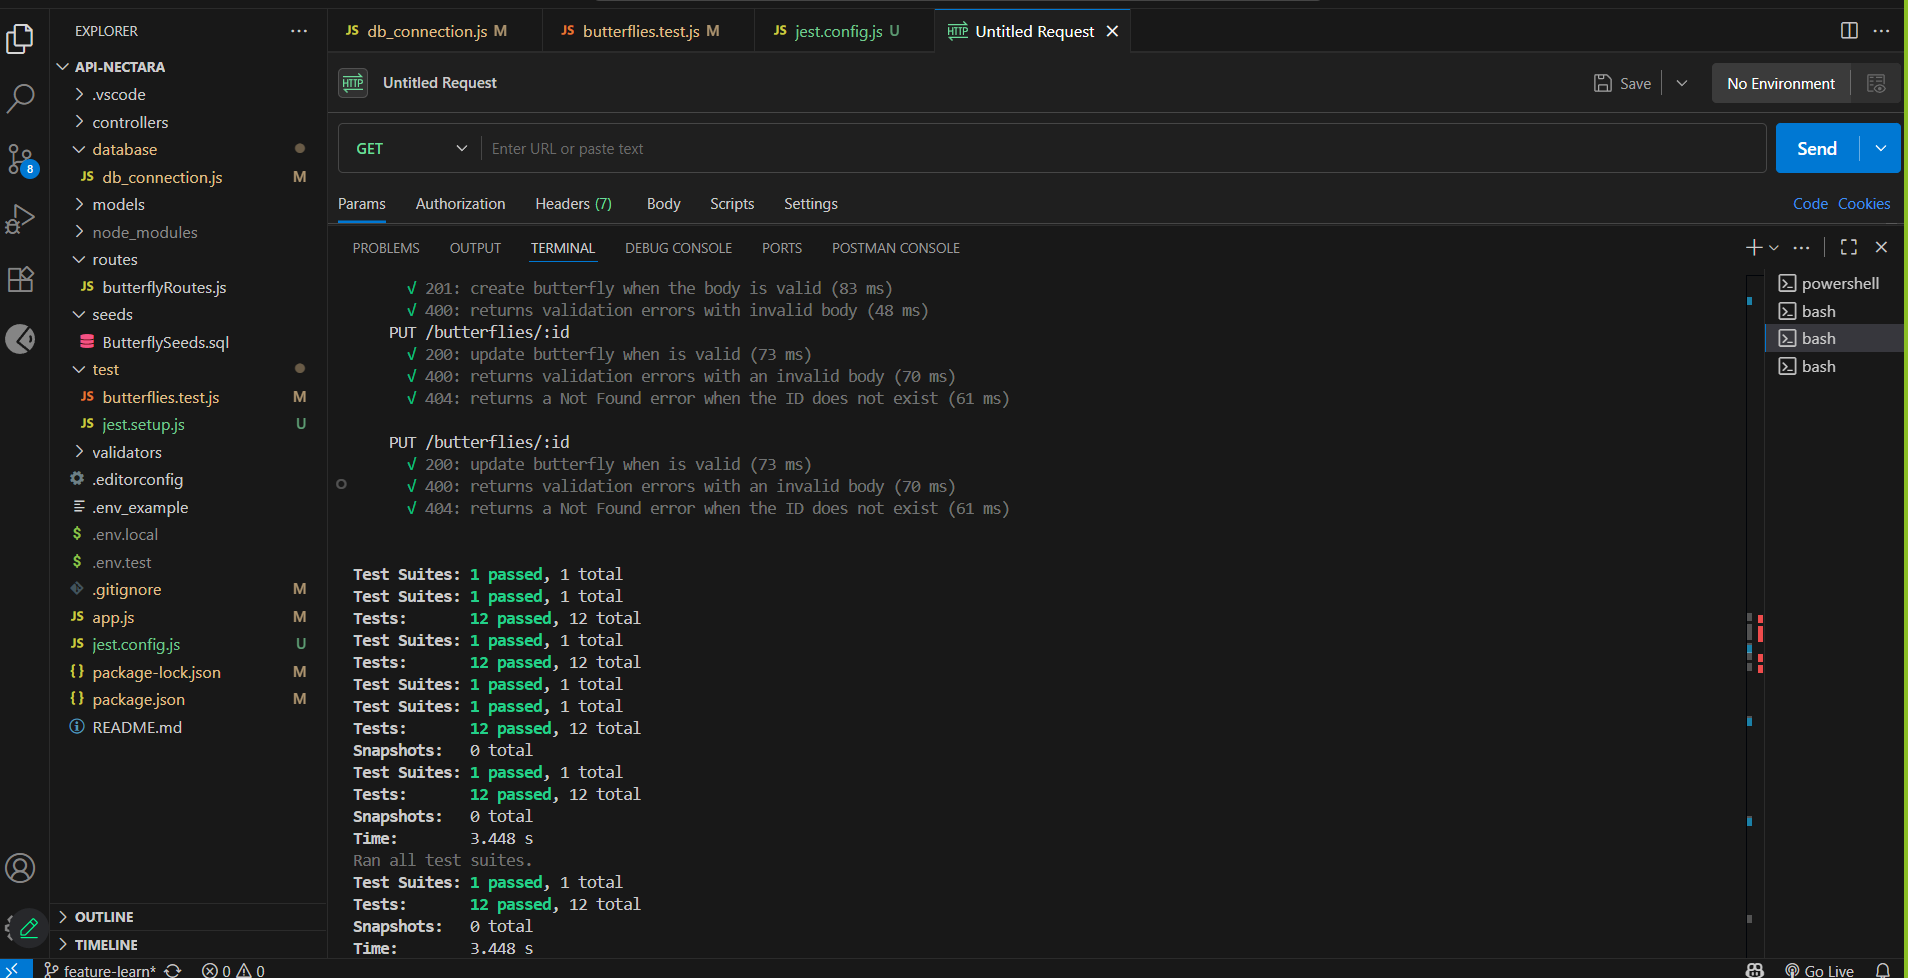 EXPLORER
API-NECTARA
.vscode
controllers
database
JS db_connection.js M
models
node_modules
routes
JS butterflyRoutes.js
seeds
ButterflySeeds.sql
test
JS butterflies.test.js M
JS jest.setup.js U
validators
.editorconfig
.env_example
$ .env.local
$ .env.test
.gitignore M
JS app.js M
JS jest.config.js U
{} package-lock.json M
{} package.json M
README.md
OUTLINE
TIMELINE
8
JS db_connection.js M
JS butterflies.test.js M
JS jest.config.js U
HTTP Untitled Request
HTTP Untitled Request
Save
No Environment
GET
Enter URL or paste text
Send
Params Authorization Headers (7) Body Scripts Settings
Code Cookies
PROBLEMS OUTPUT TERMINAL DEBUG CONSOLE PORTS POSTMAN CONSOLE
√ 201: create butterfly when the body is valid (83 ms)
√ 400: returns validation errors with invalid body (48 ms)
PUT /butterflies/:id
√ 200: update butterfly when is valid (73 ms)
√ 400: returns validation errors with an invalid body (70 ms)
√ 404: returns a Not Found error when the ID does not exist (61 ms)
PUT /butterflies/:id
√ 200: update butterfly when is valid (73 ms)
√ 400: returns validation errors with an invalid body (70 ms)
√ 404: returns a Not Found error when the ID does not exist (61 ms)
Test Suites: 1 passed, 1 total
Test Suites: 1 passed, 1 total
Tests: 12 passed, 12 total
Test Suites: 1 passed, 1 total
Tests: 12 passed, 12 total
Test Suites: 1 passed, 1 total
Test Suites: 1 passed, 1 total
Tests: 12 passed, 12 total
Snapshots: 0 total
Test Suites: 1 passed, 1 total
Tests: 12 passed, 12 total
Snapshots: 0 total
Time: 3.448 s
Ran all test suites.
Test Suites: 1 passed, 1 total
Tests: 12 passed, 12 total
Snapshots: 0 total
Time: 3.448 s
powershell
bash
bash
bash
feature-learn* 0 0
Go Live